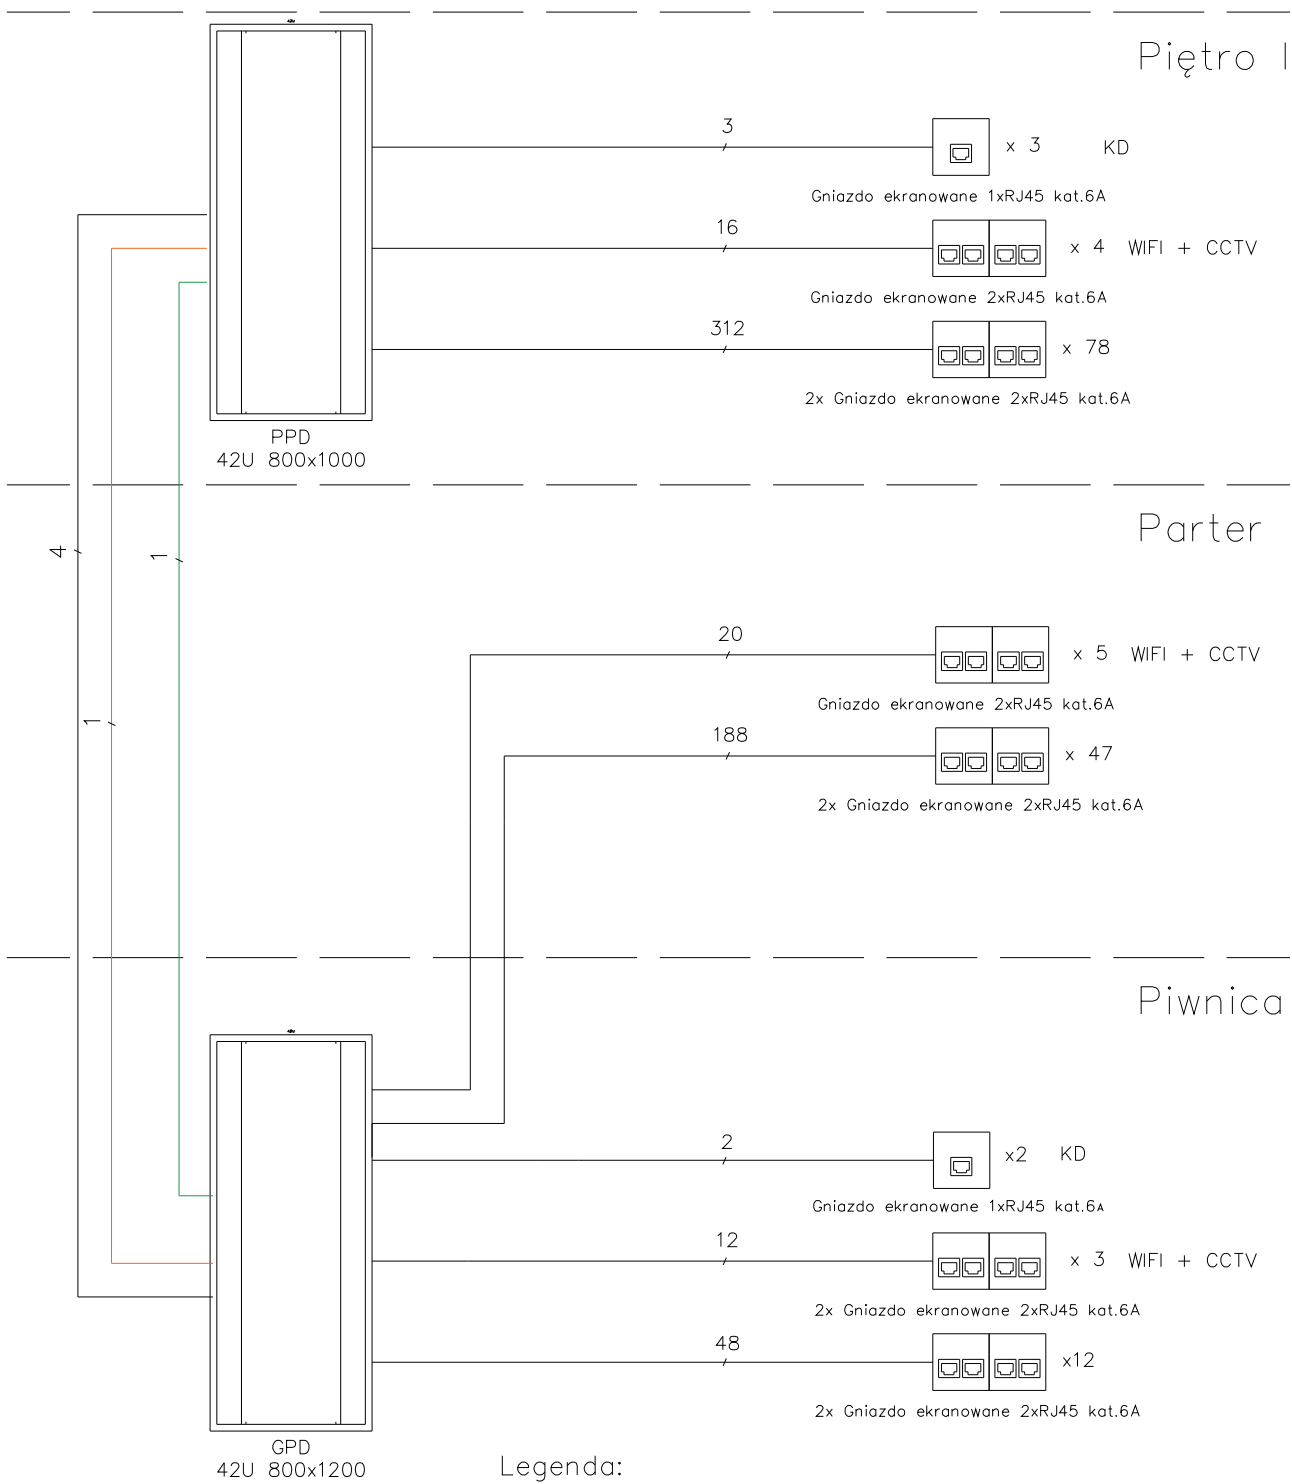 Piętro I
3
x 3 KD
Gniazdo ekranowane 1xRJ45 kat.6A
16
x 4 WIFI + CCTV
Gniazdo ekranowane 2xRJ45 kat.6A
312
x 78
2x Gniazdo ekranowane 2xRJ45 kat.6A
PPD
42U 800x1000
Parter
4
1
1
20
x 5 WIFI + CCTV
Gniazdo ekranowane 2xRJ45 kat.6A
188
x 47
2x Gniazdo ekranowane 2xRJ45 kat.6A
Piwnica
2
x2 KD
Gniazdo ekranowane 1xRJ45 kat.6A
12
x 3 WIFI + CCTV
2x Gniazdo ekranowane 2xRJ45 kat.6A
48
x12
2x Gniazdo ekranowane 2xRJ45 kat.6A
GPD
42U 800x1200
Legenda: